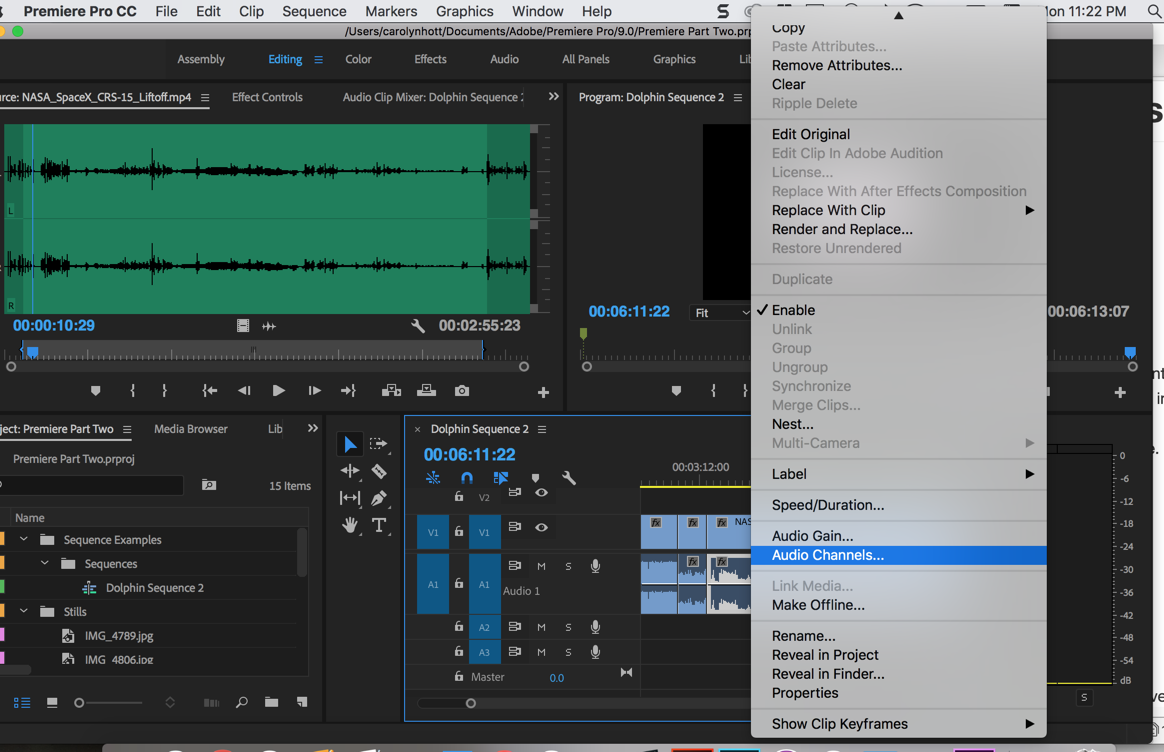 Premiere Pro CC File Edit Clip Sequence Markers Graphics Window Help
Mon 11:22 PM
/Users/carolynhott/Documents/Adobe/Premiere Pro/9.0/Premiere Part Two.prp
Assembly Editing Color Effects Audio All Panels Graphics Lib
rce: NASA_SpaceX_CRS-15_Liftoff.mp4 Effect Controls Audio Clip Mixer: Dolphin Sequence 2
L
R
00:00:10:29 00:02:55:23
Program: Dolphin Sequence 2
00:06:11:22 Fit 00:06:13:07
ject: Premiere Part Two Media Browser Lib
Premiere Part Two.prproj
15 Items
Name
Sequence Examples
Sequences
Dolphin Sequence 2
Stills
IMG_4789.jpg
IMG_4806.jpg
× Dolphin Sequence 2
00:06:11:22
00:03:12:00
V2
V1 V1 fx fx fx NAS
A1 A1 M S fx fx
Audio 1
A2 M S
A3 M S
Master 0.0
Copy
Paste Attributes...
Remove Attributes...
Clear
Ripple Delete
Edit Original
Edit Clip In Adobe Audition
License...
Replace With After Effects Composition
Replace With Clip
Render and Replace...
Restore Unrendered
Duplicate
Enable
Unlink
Group
Ungroup
Synchronize
Merge Clips...
Nest...
Multi-Camera
Label
Speed/Duration...
Audio Gain...
Audio Channels...
Link Media...
Make Offline...
Rename...
Reveal in Project
Reveal in Finder...
Properties
Show Clip Keyframes
0
-6
-12
-18
-24
-30
-36
-42
-48
-54
dB
S